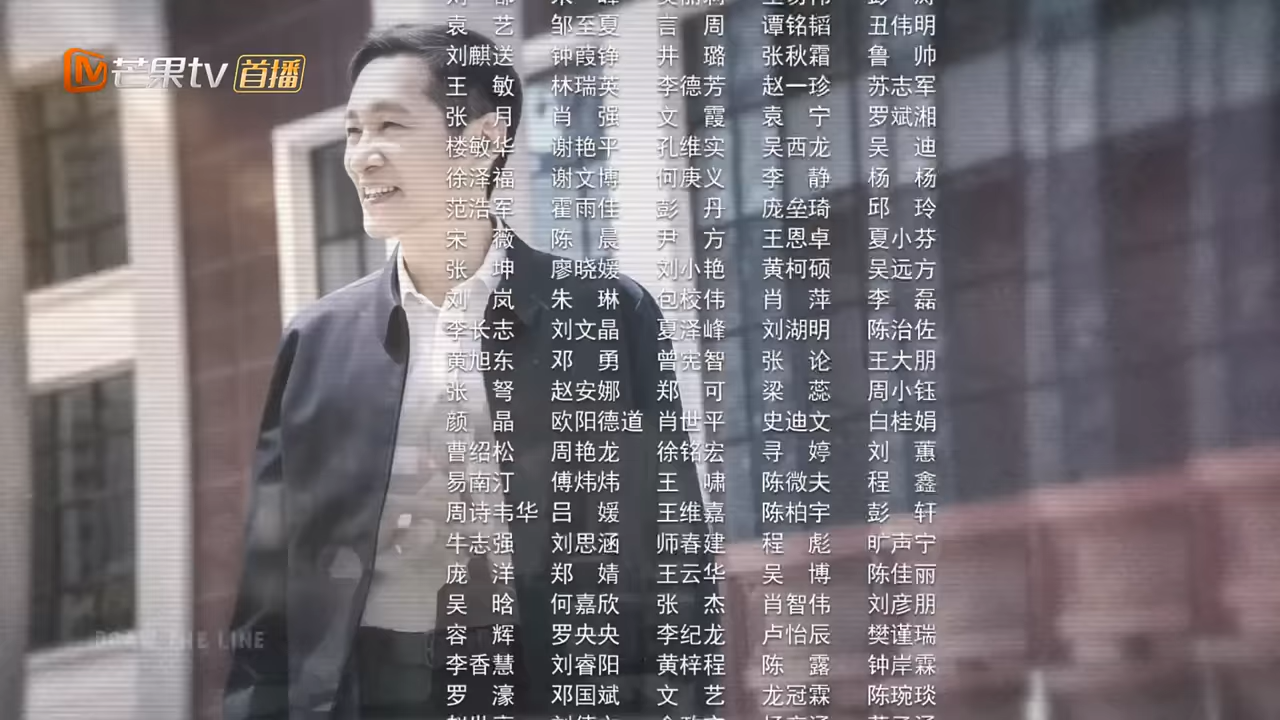 芒果tv 首播
袁 艺 邹至夏 言 周 谭铭韬 丑伟明
刘麒送 钟葭铮 井 璐 张秋霜 鲁 帅
王 敏 林瑞英 李德芳 赵一珍 苏志军
张 月 肖 强 文 霞 袁 宁 罗斌湘
楼敏华 谢艳平 孔维实 吴西龙 吴 迪
徐泽福 谢文博 何庚义 李 静 杨 杨
范浩军 霍雨佳 彭 丹 庞垒琦 邱 玲
宋 薇 陈 晨 尹 方 王恩卓 夏小芬
张 坤 廖晓媛 刘小艳 黄柯硕 吴远方
刘 岚 朱 琳 包校伟 肖 萍 李 磊
李长志 刘文晶 夏泽峰 刘湖明 陈治佐
黄旭东 邓 勇 曾宪智 张 论 王大朋
张 弩 赵安娜 郑 可 梁 蕊 周小钰
颜 晶 欧阳德道 肖世平 史迪文 白桂娟
曹绍松 周艳龙 徐铭宏 寻 婷 刘 蕙
易南汀 傅炜炜 王 啸 陈微夫 程 鑫
周诗韦华 吕 媛 王维嘉 陈柏宇 彭 轩
牛志强 刘思涵 师春建 程 彪 旷声宁
庞 洋 郑 婧 王云华 吴 博 陈佳丽
吴 晗 何嘉欣 张 杰 肖智伟 刘彦朋
容 辉 罗央央 李纪龙 卢怡辰 樊谨瑞
李香慧 刘睿阳 黄梓程 陈 露 钟岸霖
罗 濠 邓国斌 文 艺 龙冠霖 陈琬琰
THE LINE